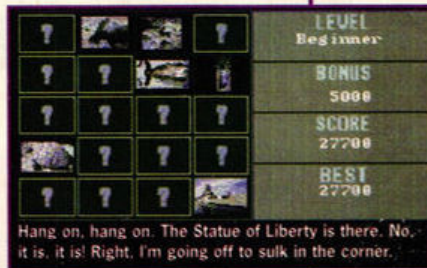 ? ? LEVEL
Beginner
? ? BONUS
5000
? ? ? ? SCORE
27700
? ? ?
? ? ? BEST
27700
Hang on, hang on. The Statue of Liberty is there. No,
it is, it is! Right, I'm going off to sulk in the corner.